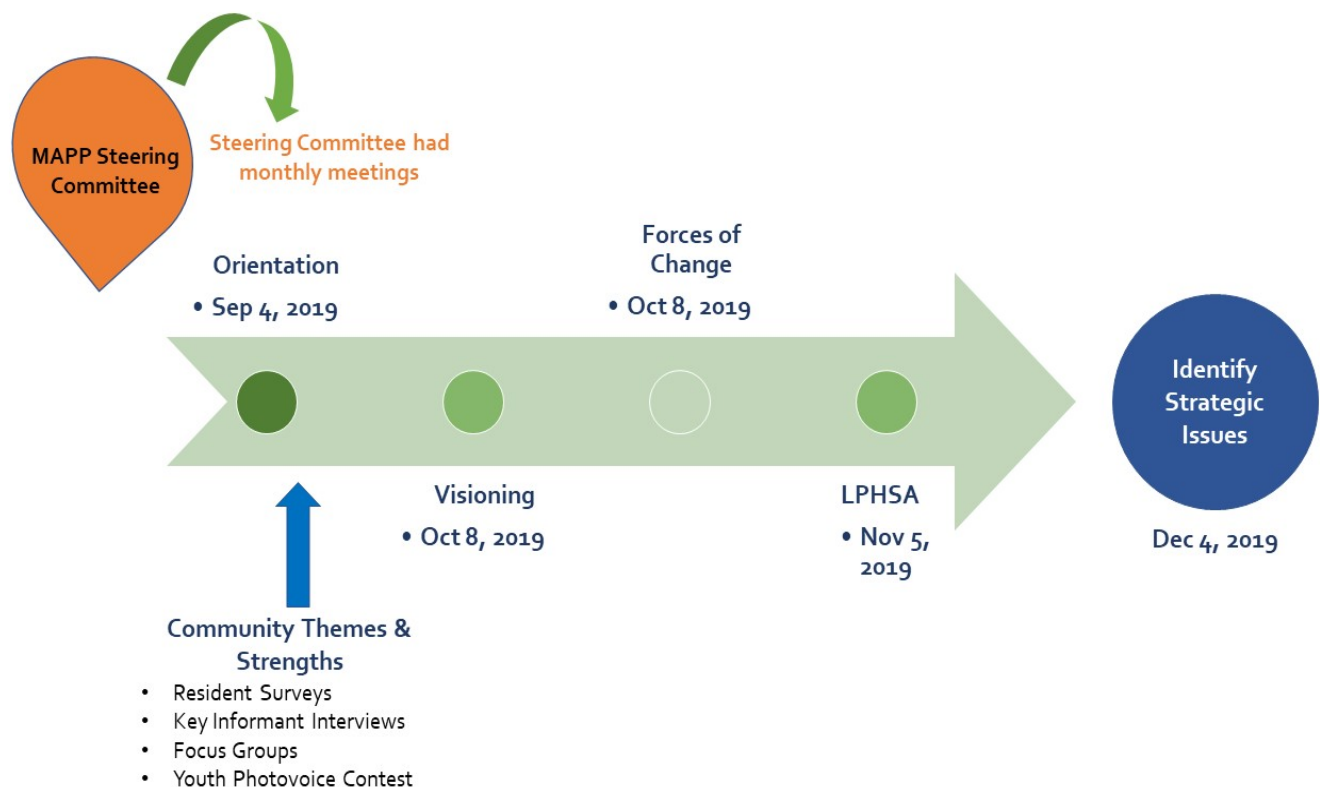 MAPP Steering
Committee
Steering Committee had
monthly meetings
Orientation
• Sep 4, 2019
Forces of
Change
• Oct 8, 2019
Visioning
• Oct 8, 2019
LPHSA
• Nov 5,
2019
Identify
Strategic
Issues
Dec 4, 2019
Community Themes &
Strengths
• Resident Surveys
• Key Informant Interviews
• Focus Groups
• Youth Photovoice Contest